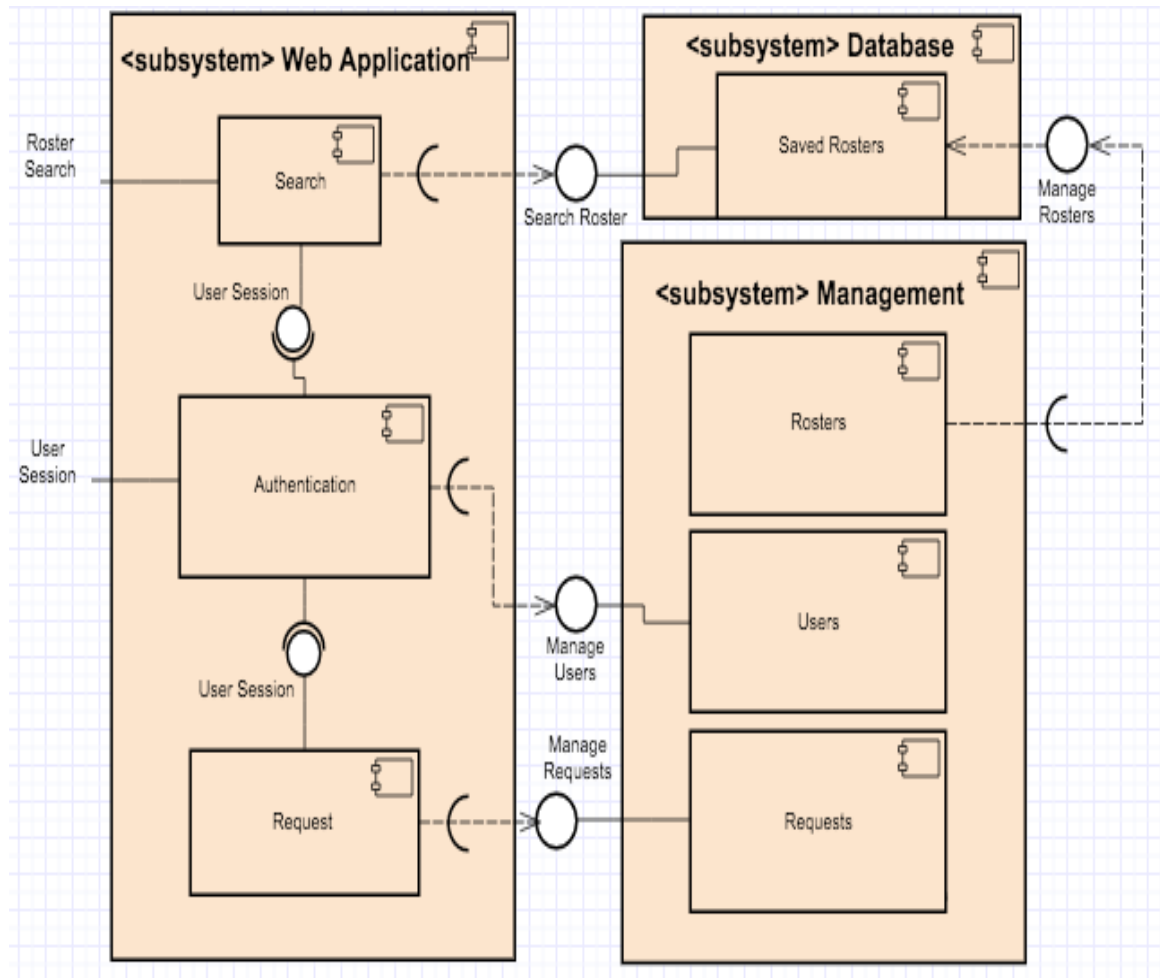 <subsystem> Web Application
<subsystem> Database
Roster
Search
Search
Saved Rosters
Search Roster
Manage
Rosters
User Session
<subsystem> Management
Rosters
User
Session
Authentication
Users
Manage
Users
User Session
Manage
Requests
Request
Requests